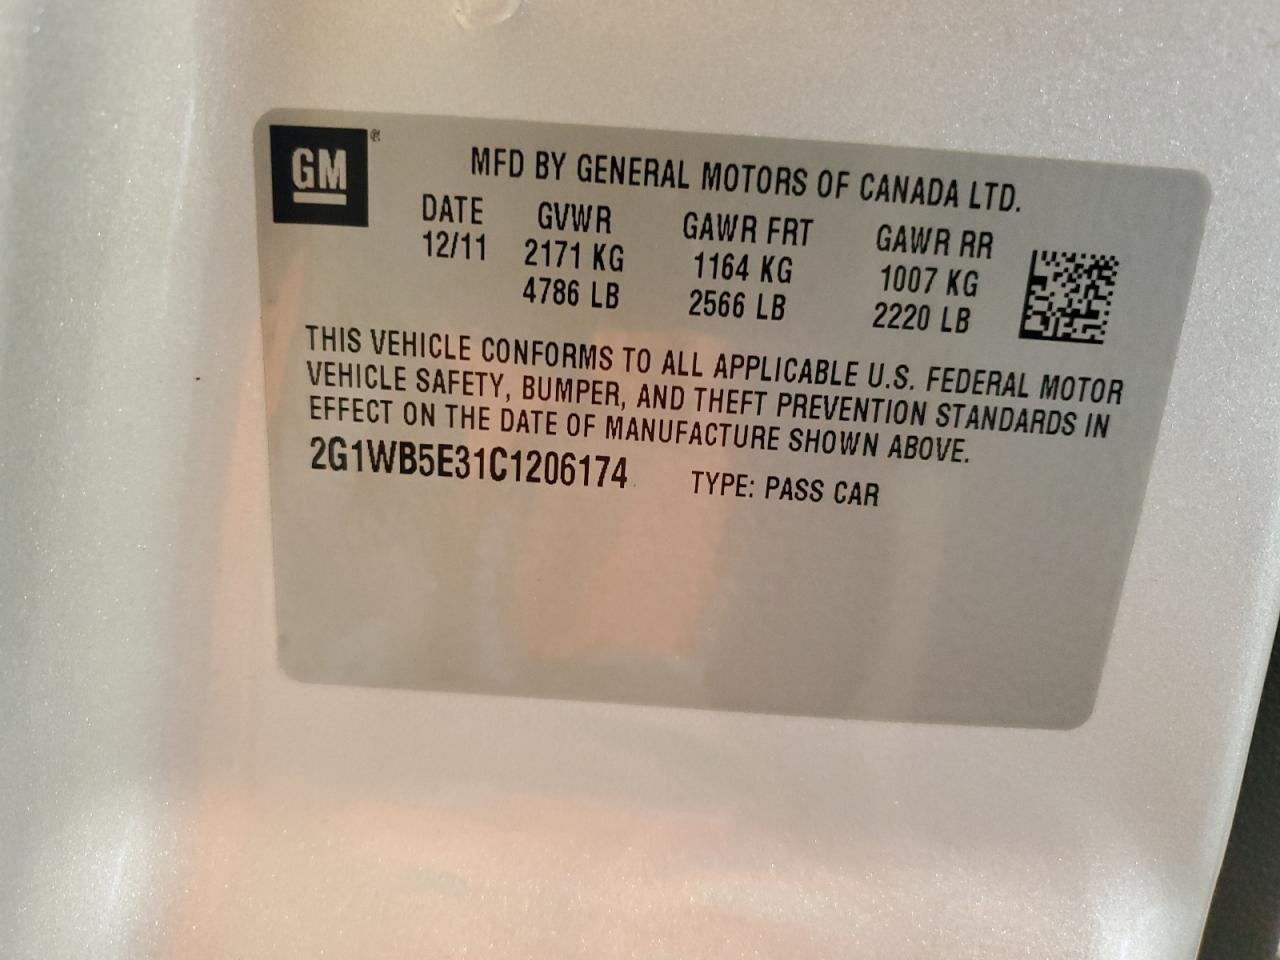 GM®
MFD BY GENERAL MOTORS OF CANADA LTD.
DATE GVWR GAWR FRT GAWR RR
12/11 2171 KG 1164 KG 1007 KG
4786 LB 2566 LB 2220 LB
THIS VEHICLE CONFORMS TO ALL APPLICABLE U.S. FEDERAL MOTOR
VEHICLE SAFETY, BUMPER, AND THEFT PREVENTION STANDARDS IN
EFFECT ON THE DATE OF MANUFACTURE SHOWN ABOVE.
2G1WB5E31C1206174 TYPE: PASS CAR